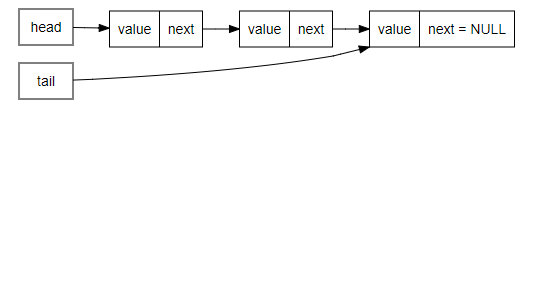 head
value next
value next
value next = NULL
tail